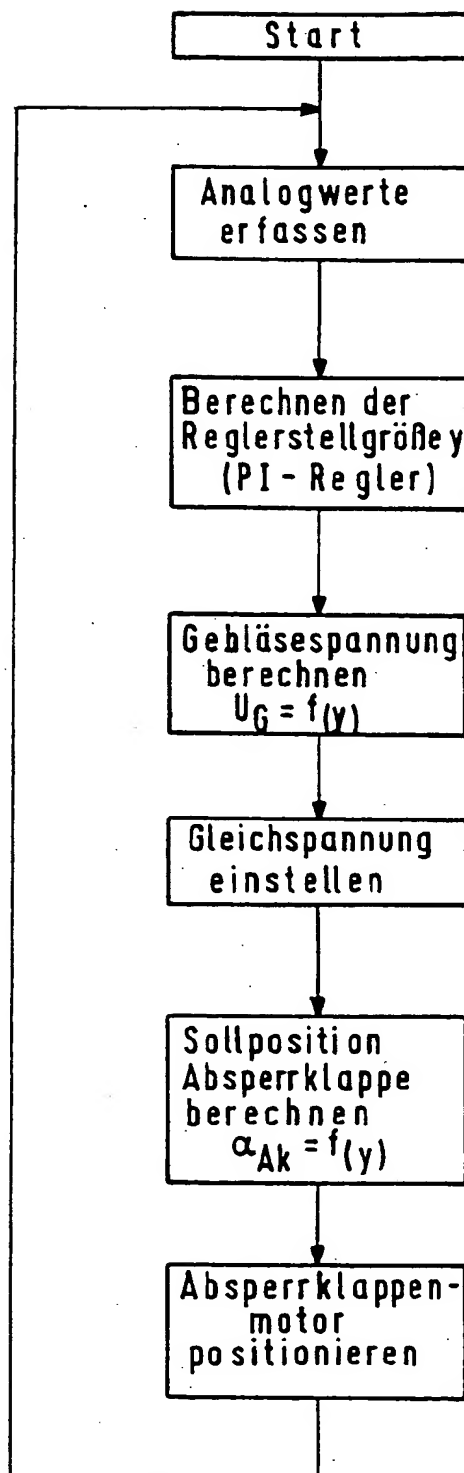 Start
Analogwerte
erfassen
Berechnen der
Reglerstellgröße y
(PI - Regler)
Gebläsespannung
berechnen
U_G = f(y)
Gleichspannung
einstellen
Sollposition
Absperrklappe
berechnen
α_Ak = f(y)
Absperrklappen-
motor
positionieren